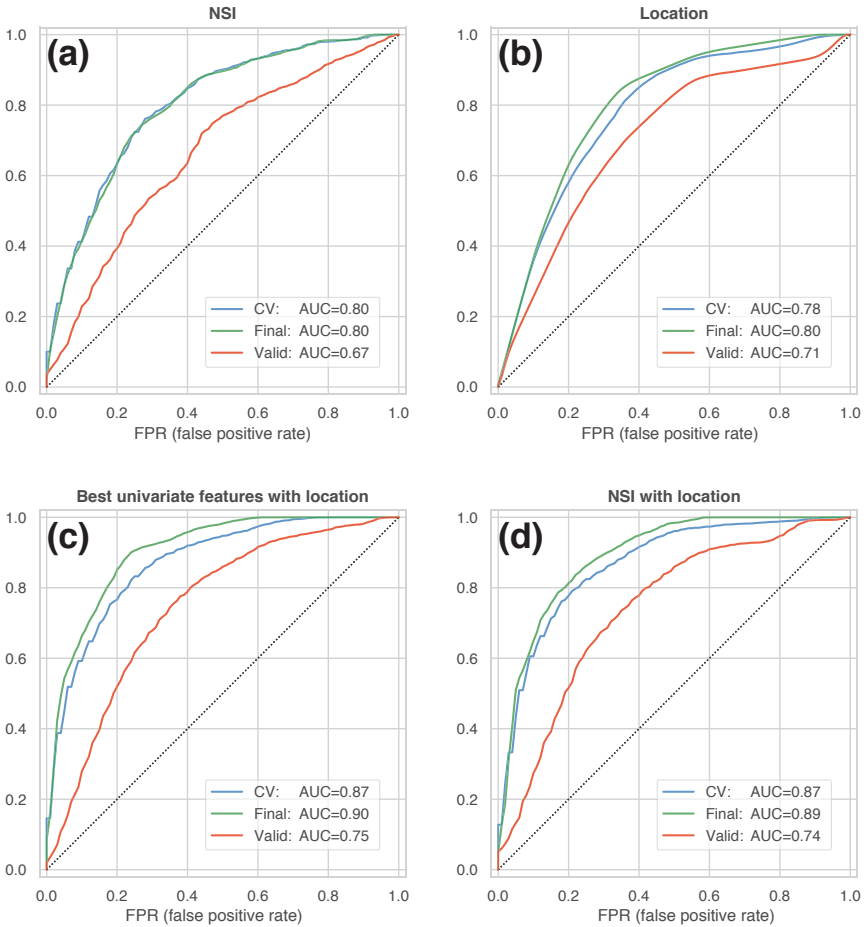 NSI
(a)
1.0
0.8
0.6
0.4
0.2
0.0
CV: AUC=0.80
Final: AUC=0.80
Valid: AUC=0.67
0.0 0.2 0.4 0.6 0.8 1.0
FPR (false positive rate)
Location
(b)
1.0
0.8
0.6
0.4
0.2
0.0
CV: AUC=0.78
Final: AUC=0.80
Valid: AUC=0.71
0.0 0.2 0.4 0.6 0.8 1.0
FPR (false positive rate)
Best univariate features with location
(c)
1.0
0.8
0.6
0.4
0.2
0.0
CV: AUC=0.87
Final: AUC=0.90
Valid: AUC=0.75
0.0 0.2 0.4 0.6 0.8 1.0
FPR (false positive rate)
NSI with location
(d)
1.0
0.8
0.6
0.4
0.2
0.0
CV: AUC=0.87
Final: AUC=0.89
Valid: AUC=0.74
0.0 0.2 0.4 0.6 0.8 1.0
FPR (false positive rate)